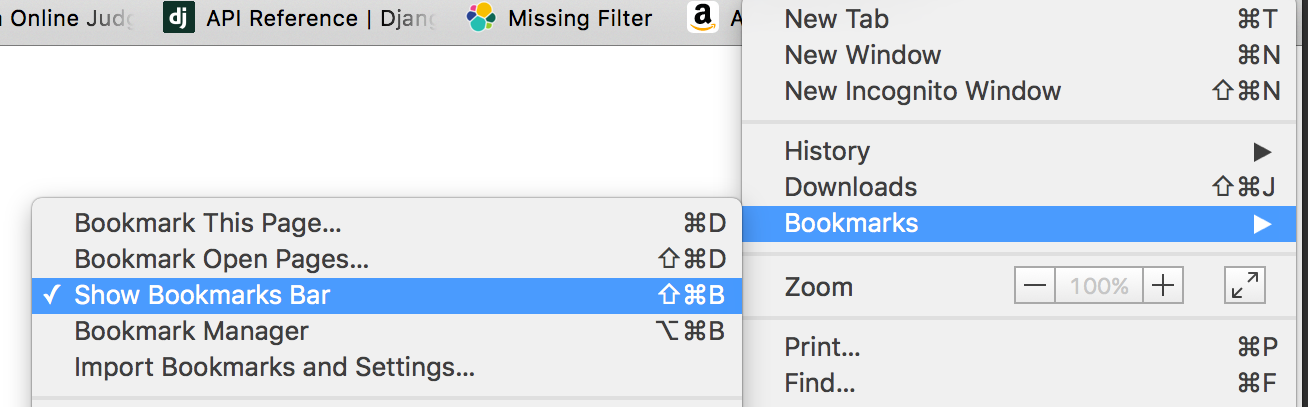 Online Judg
dj API Reference | Djang
Missing Filter
a A
New Tab ⌘T
New Window ⌘N
New Incognito Window ⇧⌘N
History ▶
Downloads ⇧⌘J
Bookmarks ▶
Bookmark This Page... ⌘D
Bookmark Open Pages... ⇧⌘D
✓ Show Bookmarks Bar ⇧⌘B
Bookmark Manager ⌥⌘B
Import Bookmarks and Settings...
Zoom — 100% +
Print... ⌘P
Find... ⌘F